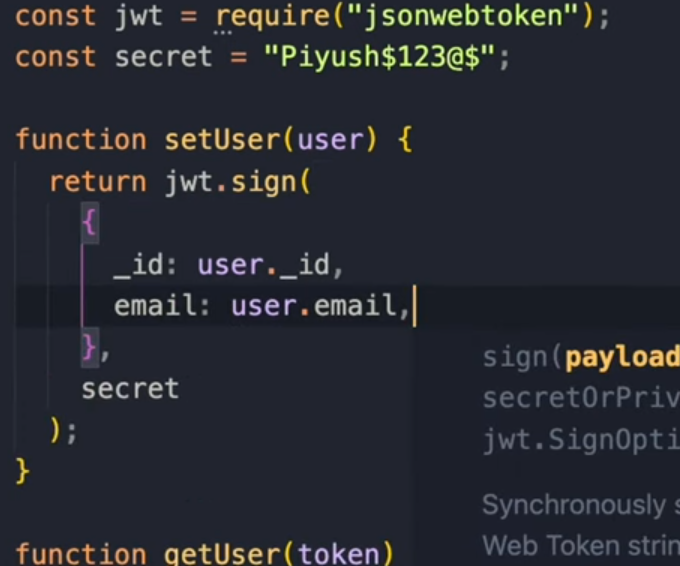 const jwt = require("jsonwebtoken");
const secret = "Piyush$123@$";
function setUser(user) {
return jwt.sign(
{
_id: user._id,
email: user.email,
},
sign(payload
secret
secretOrPriv
);
jwt.SignOpti
}
Synchronously s
function getUser(token)
Web Token strin